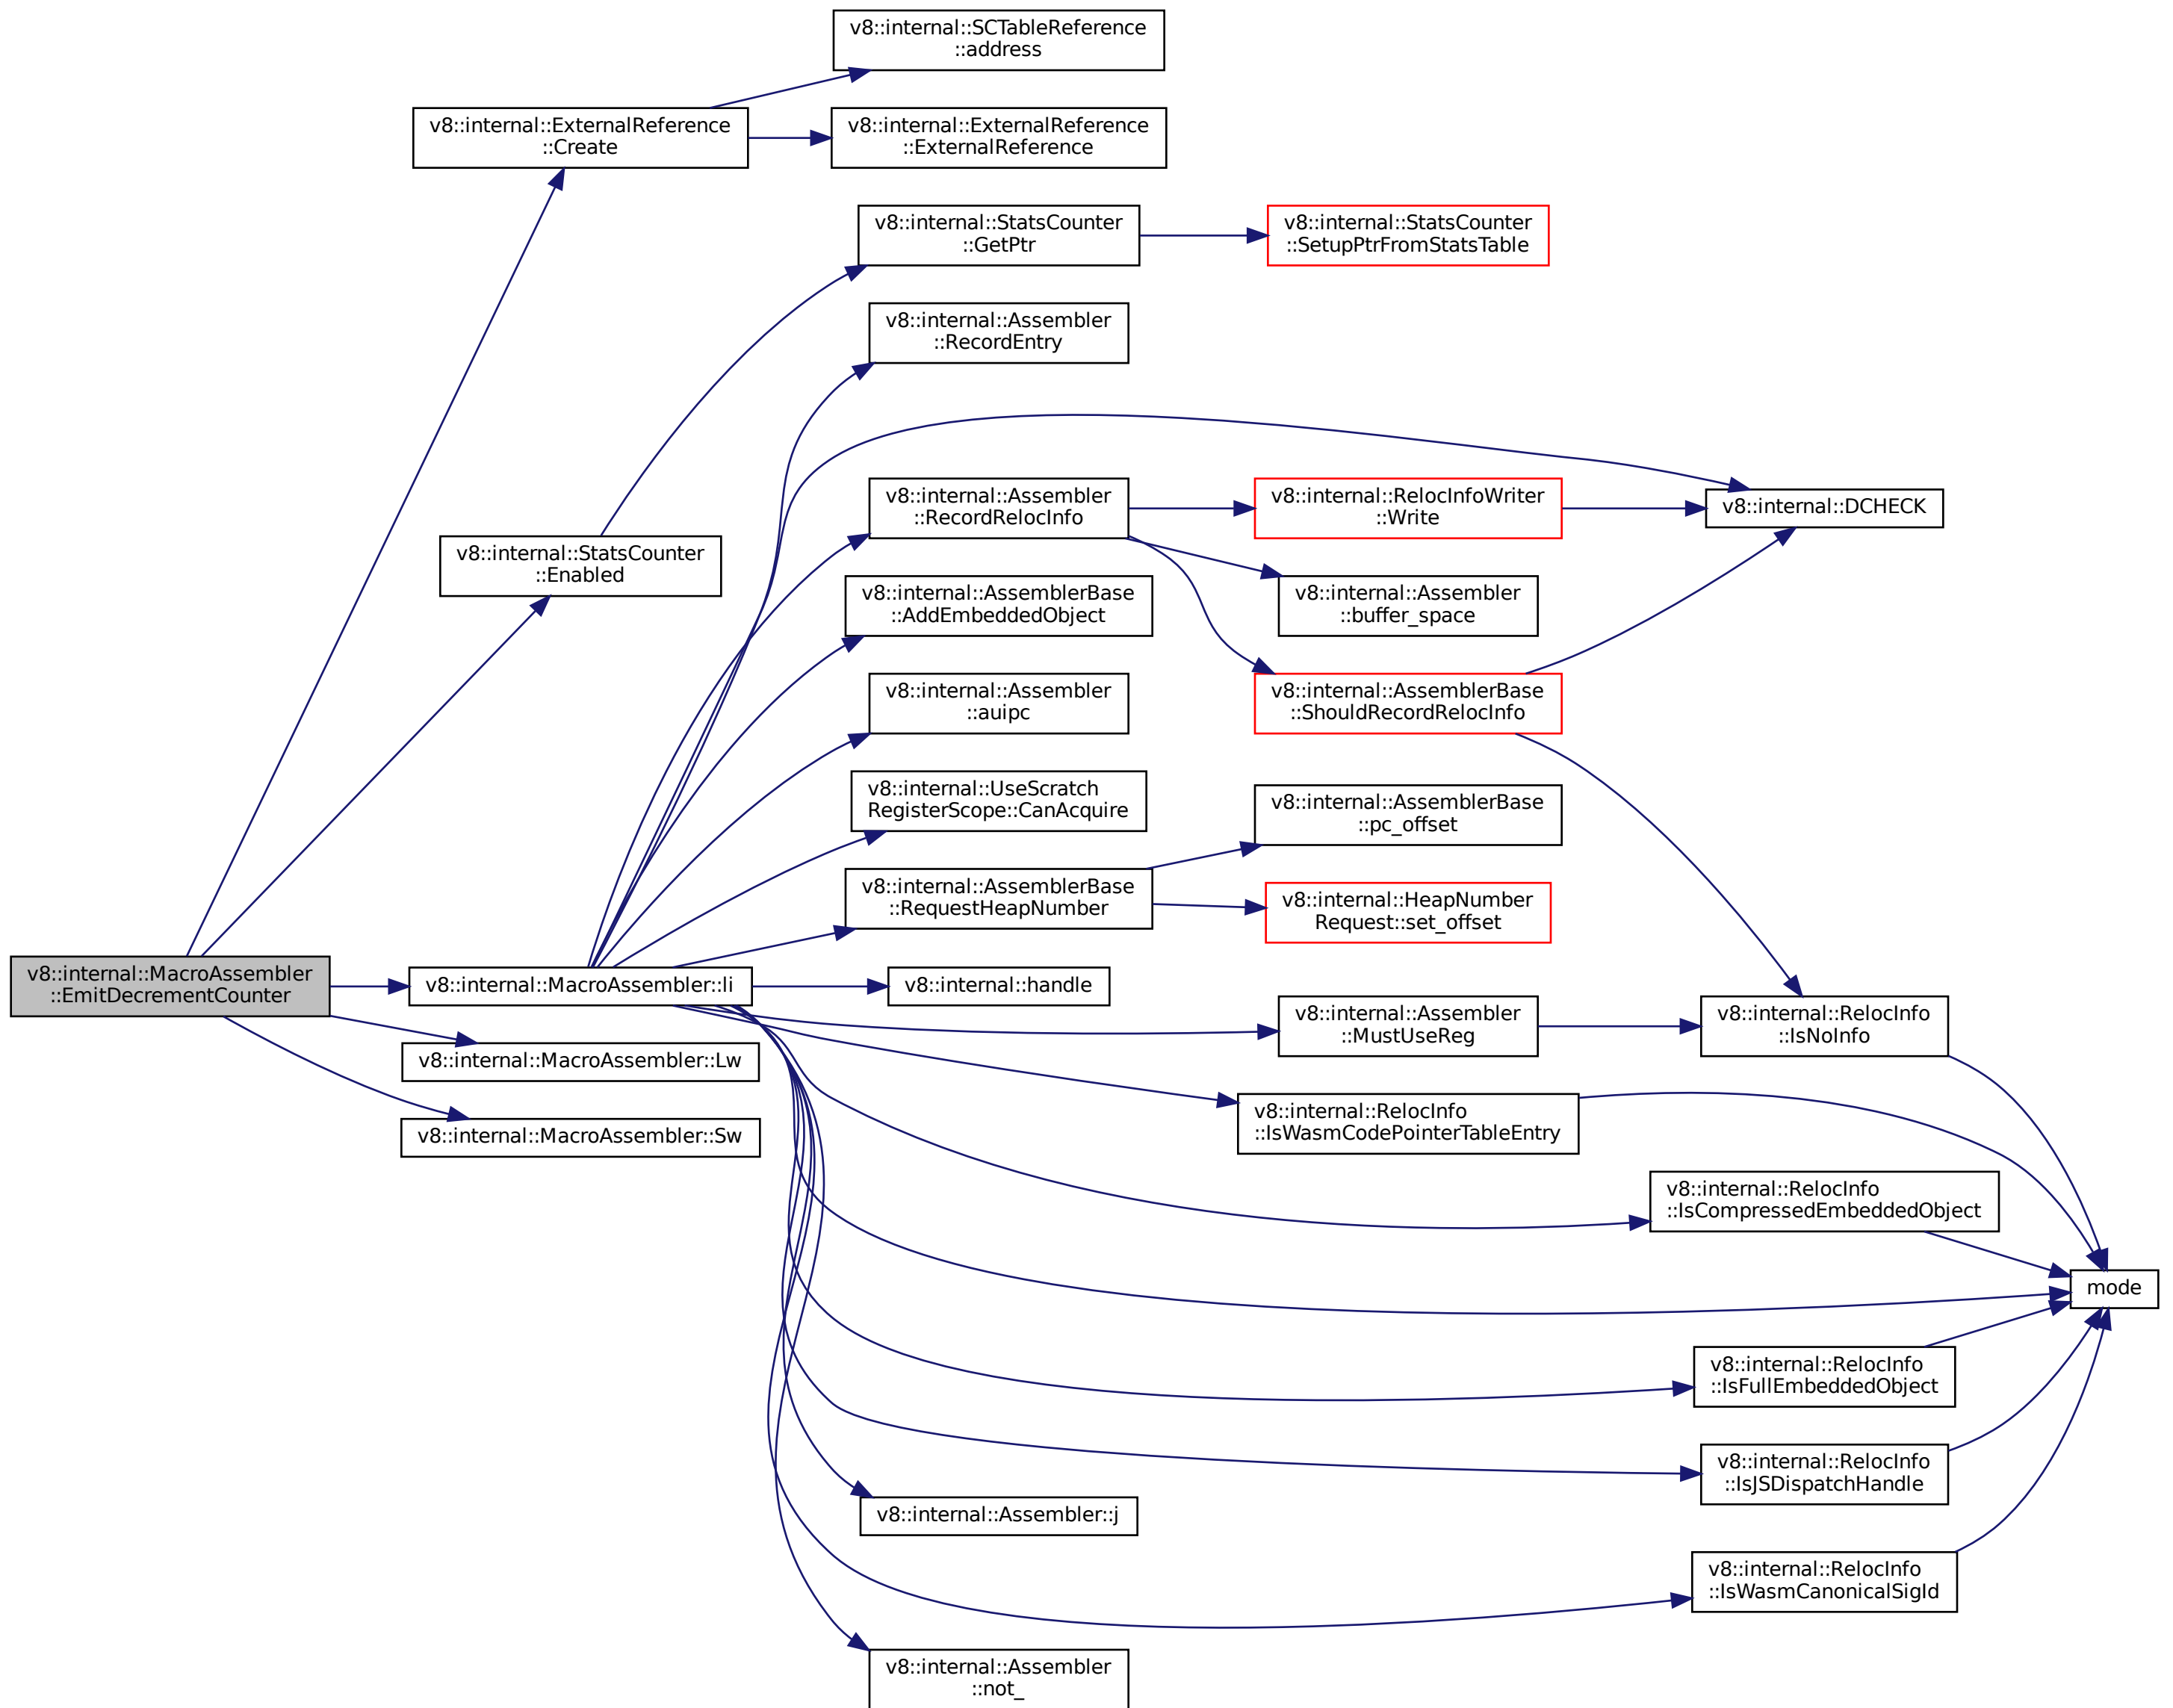 v8::internal::SCTableReference
::address
v8::internal::ExternalReference
::Create
v8::internal::ExternalReference
::ExternalReference
v8::internal::StatsCounter
::GetPtr
v8::internal::StatsCounter
::SetupPtrFromStatsTable
v8::internal::Assembler
::RecordEntry
v8::internal::Assembler
::RecordRelocInfo
v8::internal::RelocInfoWriter
::Write
v8::internal::DCHECK
v8::internal::StatsCounter
::Enabled
v8::internal::AssemblerBase
::AddEmbeddedObject
v8::internal::Assembler
::buffer_space
v8::internal::Assembler
::auipc
v8::internal::AssemblerBase
::ShouldRecordRelocInfo
v8::internal::UseScratch
RegisterScope::CanAcquire
v8::internal::AssemblerBase
::pc_offset
v8::internal::AssemblerBase
::RequestHeapNumber
v8::internal::HeapNumber
Request::set_offset
v8::internal::MacroAssembler
::EmitDecrementCounter
v8::internal::MacroAssembler::li
v8::internal::handle
v8::internal::Assembler
::MustUseReg
v8::internal::RelocInfo
::IsNoInfo
v8::internal::MacroAssembler::Lw
v8::internal::MacroAssembler::Sw
v8::internal::RelocInfo
::IsWasmCodePointerTableEntry
v8::internal::RelocInfo
::IsCompressedEmbeddedObject
mode
v8::internal::RelocInfo
::IsFullEmbeddedObject
v8::internal::RelocInfo
::IsJSDispatchHandle
v8::internal::Assembler::j
v8::internal::RelocInfo
::IsWasmCanonicalSigId
v8::internal::Assembler
::not_